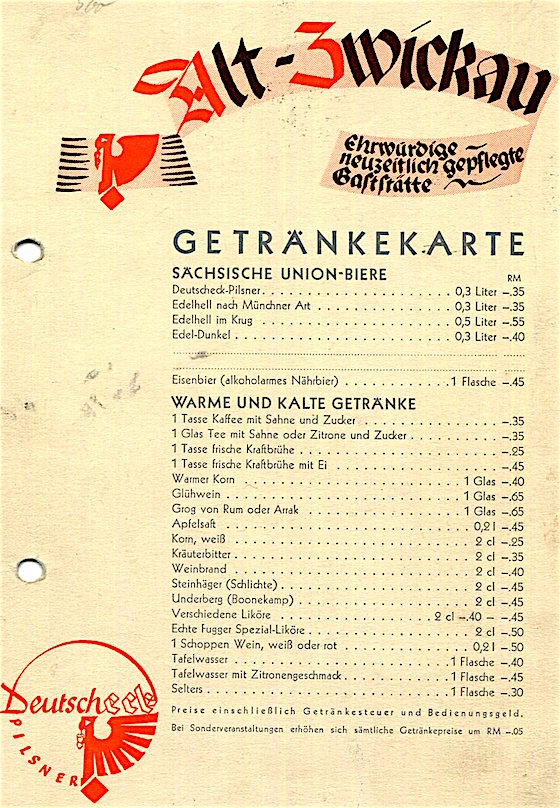 Alt-Zwickau
Ehrwürdige
neuzeitlich gepflegte
Gaststätte
GETRÄNKEKARTE
SÄCHSISCHE UNION-BIERE RM
Deutscheck-Pilsner. . . . . . . . . . . . . . . . . . . . 0,3 Liter –.35
Edelhell nach Münchner Art . . . . . . . . . . . . . . 0,3 Liter –.35
Edelhell im Krug . . . . . . . . . . . . . . . . . . . . 0,5 Liter –.55
Edel-Dunkel . . . . . . . . . . . . . . . . . . . . . . . 0,3 Liter –.40
Eisenbier (alkoholarmes Nährbier) . . . . . . . . . . 1 Flasche –.45
WARME UND KALTE GETRÄNKE
1 Tasse Kaffee mit Sahne und Zucker . . . . . . . . . . . . –.35
1 Glas Tee mit Sahne oder Zitrone und Zucker . . . . . . . –.35
1 Tasse frische Kraftbrühe . . . . . . . . . . . . . . . . . –.25
1 Tasse frische Kraftbrühe mit Ei . . . . . . . . . . . . . –.45
Warmer Korn . . . . . . . . . . . . . . . . . . . . 1 Glas –.40
Glühwein . . . . . . . . . . . . . . . . . . . . . . 1 Glas –.65
Grog von Rum oder Arrak . . . . . . . . . . . . . . 1 Glas –.65
Apfelsaft . . . . . . . . . . . . . . . . . . . . . . 0,2 l –.45
Korn, weiß . . . . . . . . . . . . . . . . . . . . . 2 cl –.25
Kräuterbitter . . . . . . . . . . . . . . . . . . . . 2 cl –.35
Weinbrand . . . . . . . . . . . . . . . . . . . . . 2 cl –.40
Steinhäger (Schlichte) . . . . . . . . . . . . . . . . 2 cl –.45
Underberg (Boonekamp) . . . . . . . . . . . . . . . 2 cl –.45
Verschiedene Liköre . . . . . . . . . . . . . 2 cl –.40 – –.45
Echte Fugger Spezial-Liköre . . . . . . . . . . . . . 2 cl –.50
1 Schoppen Wein, weiß oder rot . . . . . . . . . . . 0,2 l –.50
Tafelwasser . . . . . . . . . . . . . . . . . . . 1 Flasche –.40
Tafelwasser mit Zitronengeschmack . . . . . . . . 1 Flasche –.45
Selters . . . . . . . . . . . . . . . . . . . . . 1 Flasche –.30
Preise einschließlich Getränkesteuer und Bedienungsgeld.
Bei Sonderveranstaltungen erhöhen sich sämtliche Getränkepreise um RM –.05
Deutscheck
PILSNER